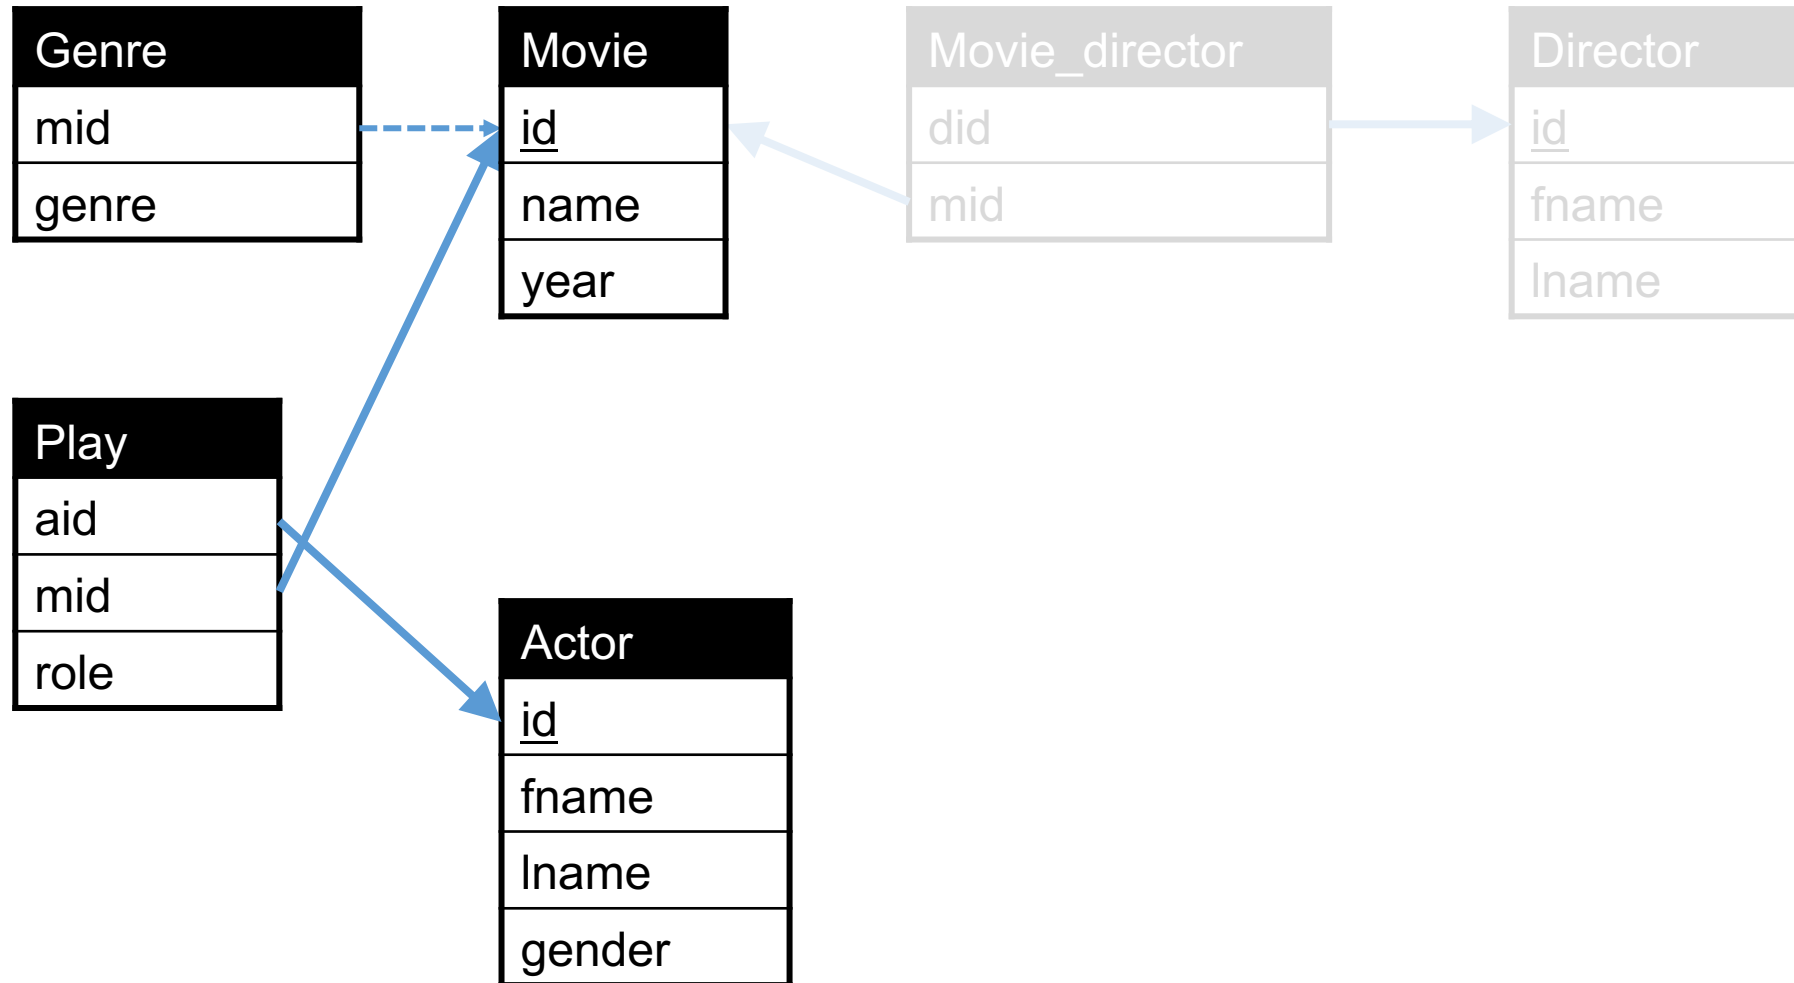 Genre
mid
genre
Movie
id
name
year
Movie_director
did
mid
Director
id
fname
lname
Play
aid
mid
role
Actor
id
fname
lname
gender